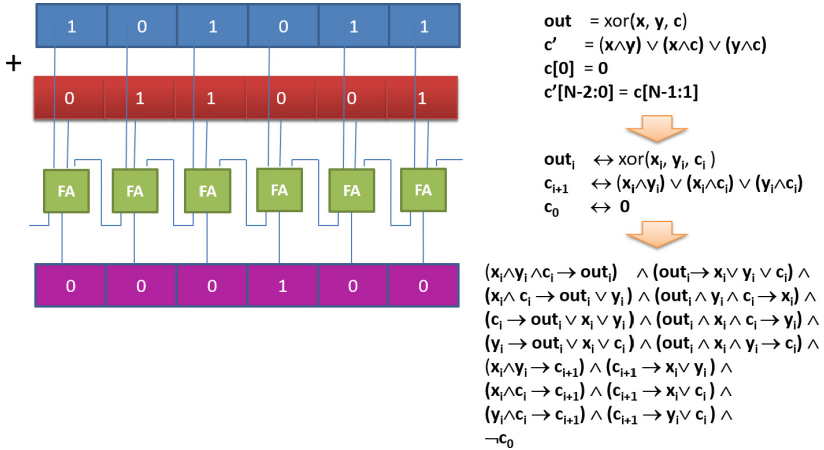 1 0 1 0 1 1
+
0 1 1 0 0 1
FA FA FA FA FA FA
0 0 0 1 0 0
out = xor(x, y, c)
c' = (x∧y) ∨ (x∧c) ∨ (y∧c)
c[0] = 0
c'[N-2:0] = c[N-1:1]
outᵢ ↔ xor(xᵢ, yᵢ, cᵢ )
cᵢ₊₁ ↔ (xᵢ∧yᵢ) ∨ (xᵢ∧cᵢ) ∨ (yᵢ∧cᵢ)
c₀ ↔ 0
(xᵢ∧yᵢ∧cᵢ → outᵢ) ∧ (outᵢ → xᵢ ∨ yᵢ ∨ cᵢ) ∧
(xᵢ∧ cᵢ → outᵢ ∨ yᵢ) ∧ (outᵢ ∧ yᵢ ∧ cᵢ → xᵢ) ∧
(cᵢ → outᵢ ∨ xᵢ ∨ yᵢ) ∧ (outᵢ ∧ xᵢ ∧ cᵢ → yᵢ) ∧
(yᵢ → outᵢ ∨ xᵢ ∨ cᵢ) ∧ (outᵢ ∧ xᵢ ∧ yᵢ → cᵢ) ∧
(xᵢ∧yᵢ → cᵢ₊₁) ∧ (cᵢ₊₁ → xᵢ ∨ yᵢ) ∧
(xᵢ∧cᵢ → cᵢ₊₁) ∧ (cᵢ₊₁ → xᵢ ∨ cᵢ) ∧
(yᵢ∧cᵢ → cᵢ₊₁) ∧ (cᵢ₊₁ → yᵢ ∨ cᵢ) ∧
¬c₀